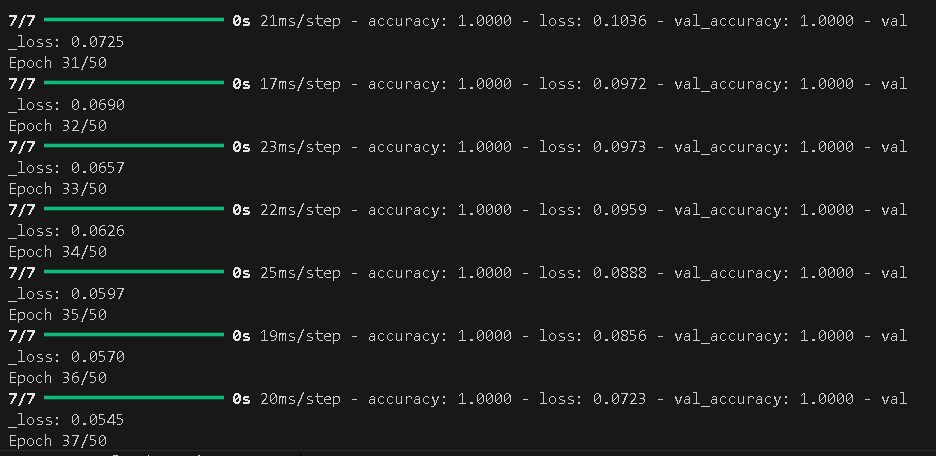 7/7 0s 21ms/step - accuracy: 1.0000 - loss: 0.1036 - val_accuracy: 1.0000 - val
_loss: 0.0725
Epoch 31/50
7/7 0s 17ms/step - accuracy: 1.0000 - loss: 0.0972 - val_accuracy: 1.0000 - val
_loss: 0.0690
Epoch 32/50
7/7 0s 23ms/step - accuracy: 1.0000 - loss: 0.0973 - val_accuracy: 1.0000 - val
_loss: 0.0657
Epoch 33/50
7/7 0s 22ms/step - accuracy: 1.0000 - loss: 0.0959 - val_accuracy: 1.0000 - val
_loss: 0.0626
Epoch 34/50
7/7 0s 25ms/step - accuracy: 1.0000 - loss: 0.0888 - val_accuracy: 1.0000 - val
_loss: 0.0597
Epoch 35/50
7/7 0s 19ms/step - accuracy: 1.0000 - loss: 0.0856 - val_accuracy: 1.0000 - val
_loss: 0.0570
Epoch 36/50
7/7 0s 20ms/step - accuracy: 1.0000 - loss: 0.0723 - val_accuracy: 1.0000 - val
_loss: 0.0545
Epoch 37/50